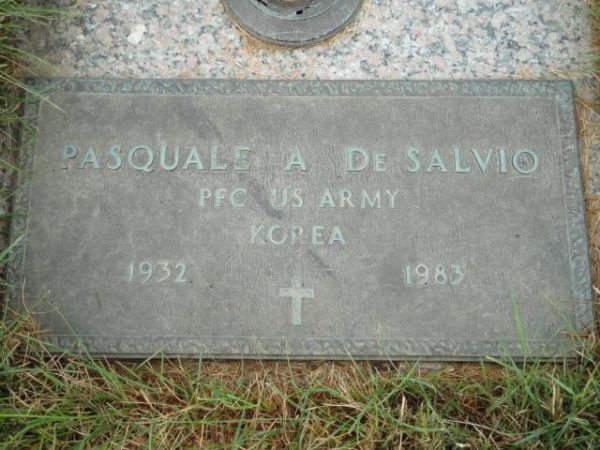 PASQUALE A DE SALVIO
PFC US ARMY
KOREA
1932 1983